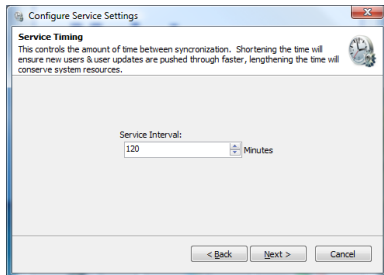 Configure Service Settings
Service Timing
This controls the amount of time between syncronization. Shortening the time will
ensure new users & user updates are pushed through faster, lengthening the time will
conserve system resources.
Service Interval:
120 Minutes
< Back Next > Cancel